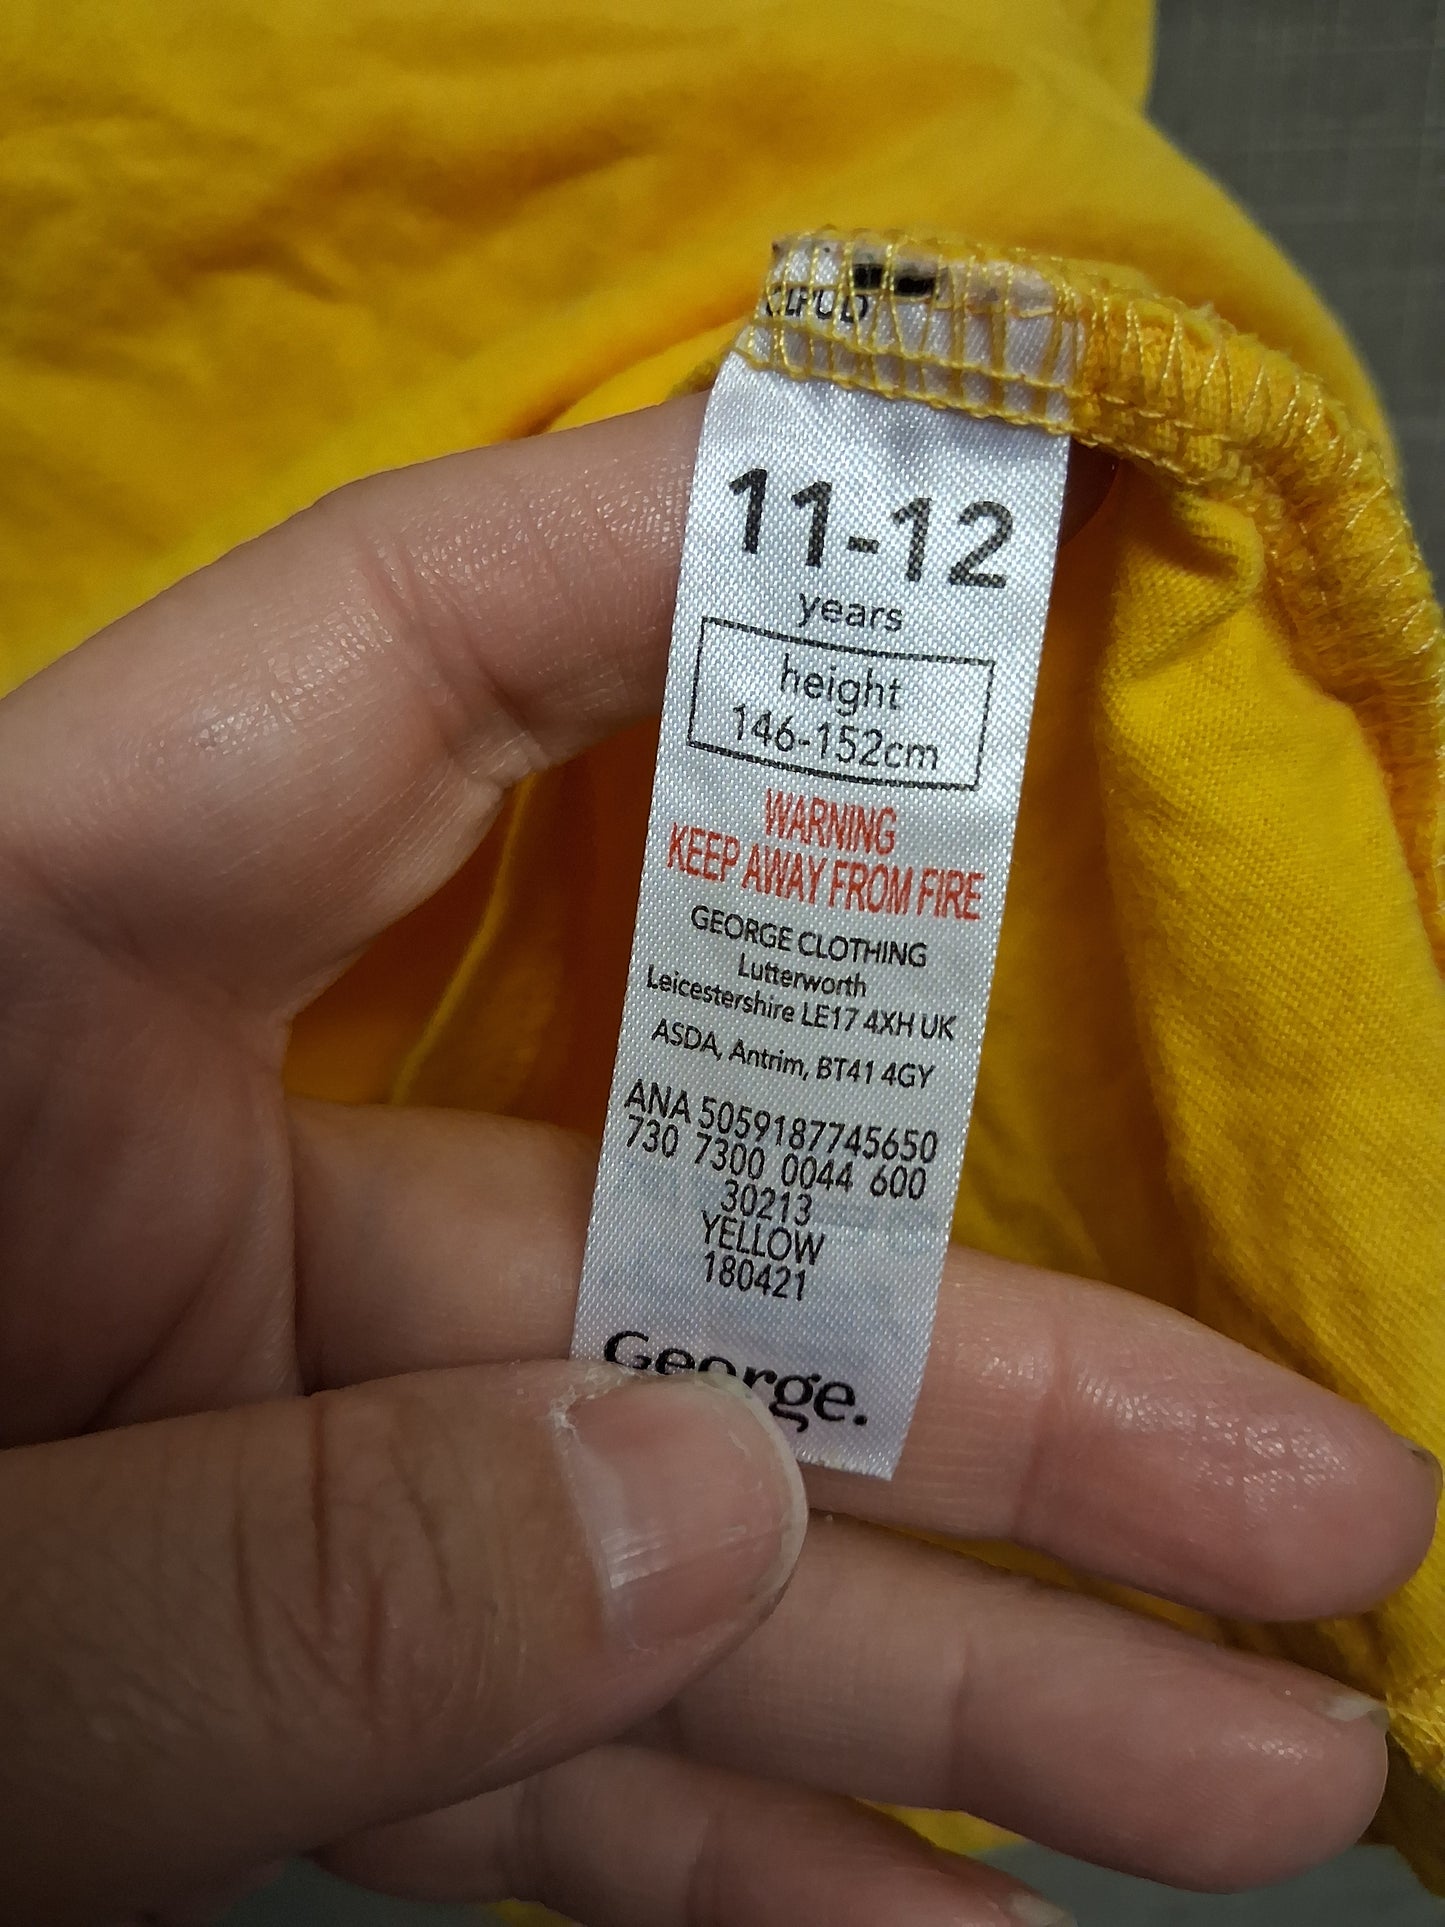 11-12
years
height
146-152cm
WARNING
KEEP AWAY FROM FIRE
GEORGE CLOTHING
Lutterworth
Leicestershire LE17 4XH UK
ASDA, Antrim, BT41 4GY
ANA 5059187745650
730 7300 0044 600
30213
YELLOW
180421
George.